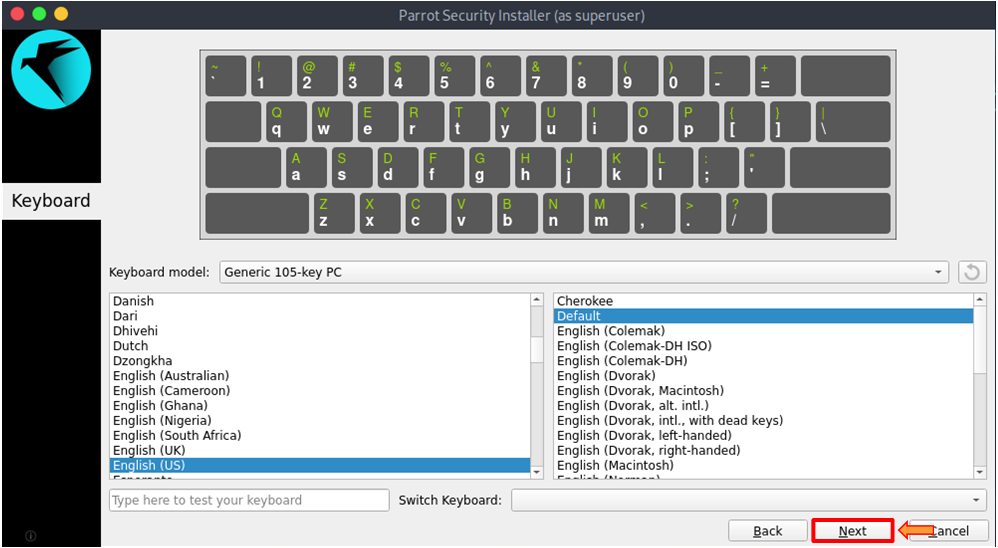 Parrot Security Installer (as superuser)
~ ! @ # $ % ^ & * ( ) _ +
` 1 2 3 4 5 6 7 8 9 0 - =
Q W E R T Y U I O P { } |
q w e r t y u i o p [ ] \
A S D F G H J K L : "
a s d f g h j k l ; '
Z X C V B N M < > ?
z x c v b n m , . /
Keyboard
Keyboard model: Generic 105-key PC
Danish
Dari
Dhivehi
Dutch
Dzongkha
English (Australian)
English (Cameroon)
English (Ghana)
English (Nigeria)
English (South Africa)
English (UK)
English (US)
Cherokee
Default
English (Colemak)
English (Colemak-DH ISO)
English (Colemak-DH)
English (Dvorak)
English (Dvorak, Macintosh)
English (Dvorak, alt. intl.)
English (Dvorak, intl., with dead keys)
English (Dvorak, left-handed)
English (Dvorak, right-handed)
English (Macintosh)
Type here to test your keyboard
Switch Keyboard:
Back
Next
Cancel